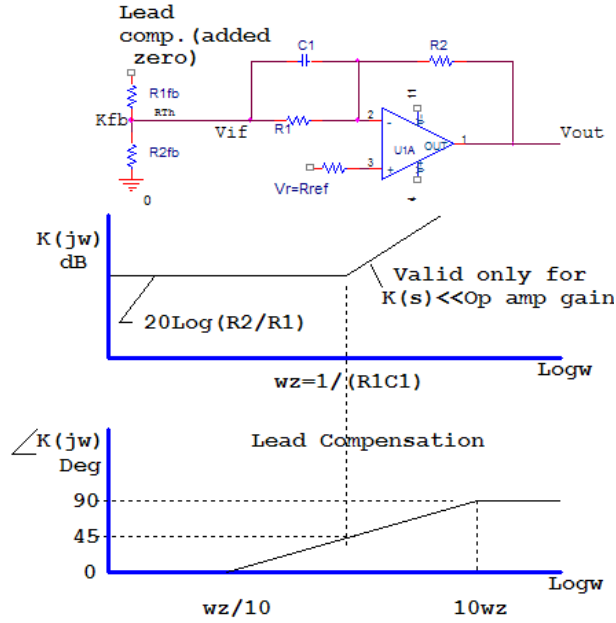 Lead
comp.(added
zero)
C1
R2
R1fb
Kfb
RTh
Vif
R1
2
-
11
U1A
OUT
1
Vout
R2fb
3
+
Vr=Rref
0
K(jw)
dB
Valid only for
K(s)<<Op amp gain
20Log(R2/R1)
Logw
wz=1/(R1C1)
K(jw)
Deg
Lead Compensation
90
45
0
Logw
wz/10
10wz